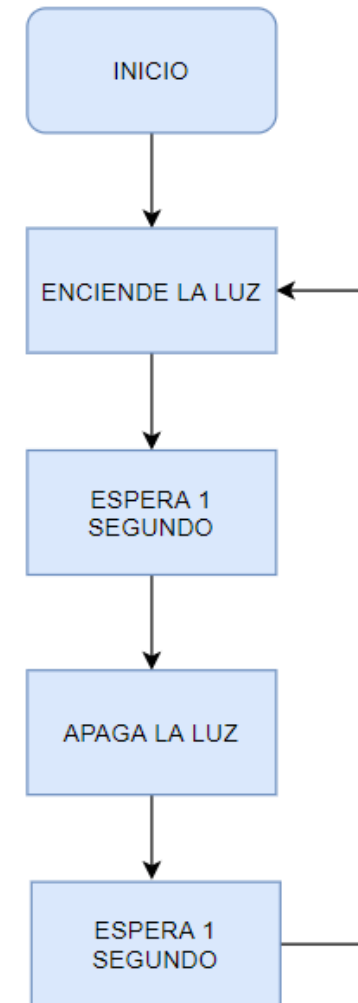 INICIO
ENCIENDE LA LUZ
ESPERA 1
SEGUNDO
APAGA LA LUZ
ESPERA 1
SEGUNDO